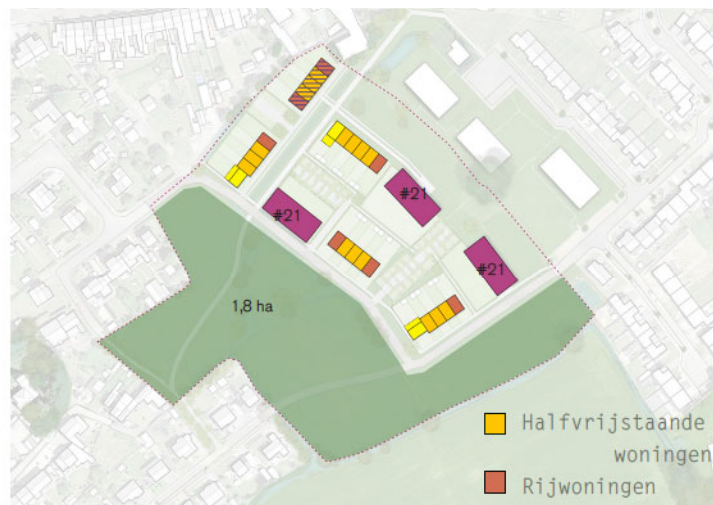 #21
#21
#21
1,8 ha
Halfvrijstaande
woningen
Rijwoningen